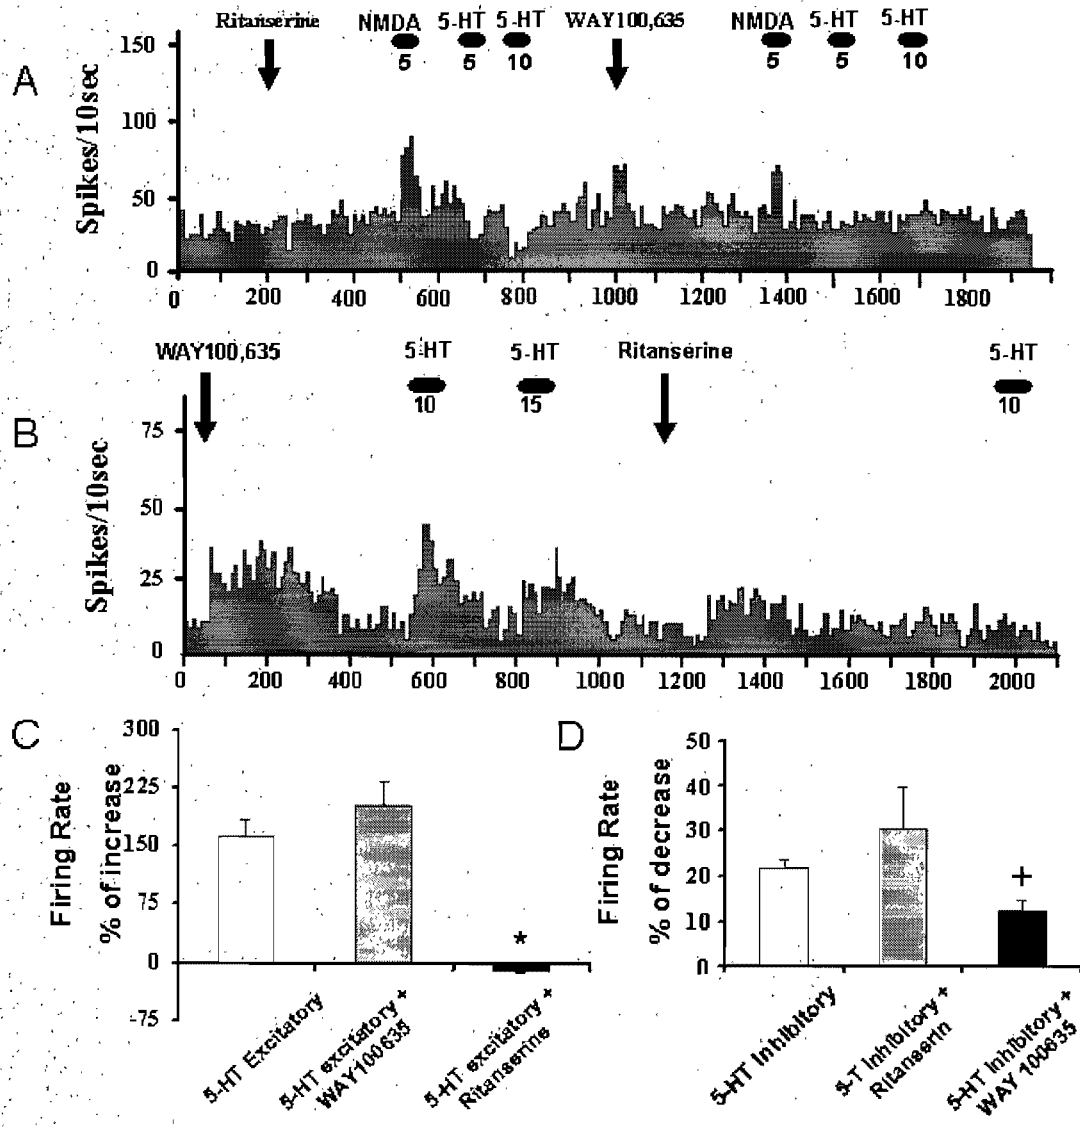 Ritanserine NMDA 5-HT 5-HT WAY100,635 NMDA 5-HT 5-HT
5 5 10 5 5 10
A
Spikes/10sec
150
100
50
0
0 200 400 600 800 1000 1200 1400 1600 1800
WAY100,635 5-HT 5-HT Ritanserine 5-HT
10 15 10
B
Spikes/10sec
75
50
25
0
0 200 400 600 800 1000 1200 1400 1600 1800 2000
C
Firing Rate
% of increase
300
225
150
75
0
-75
*
5-HT Excitatory
5-HT excitatory +
WAY100635
5-HT excitatory +
Ritanserine
D
Firing Rate
% of decrease
50
40
30
20
10
0
+
5-HT Inhibitory
5-T Inhibitory +
Ritanserin
5-HT Inhibitory +
WAY 100635